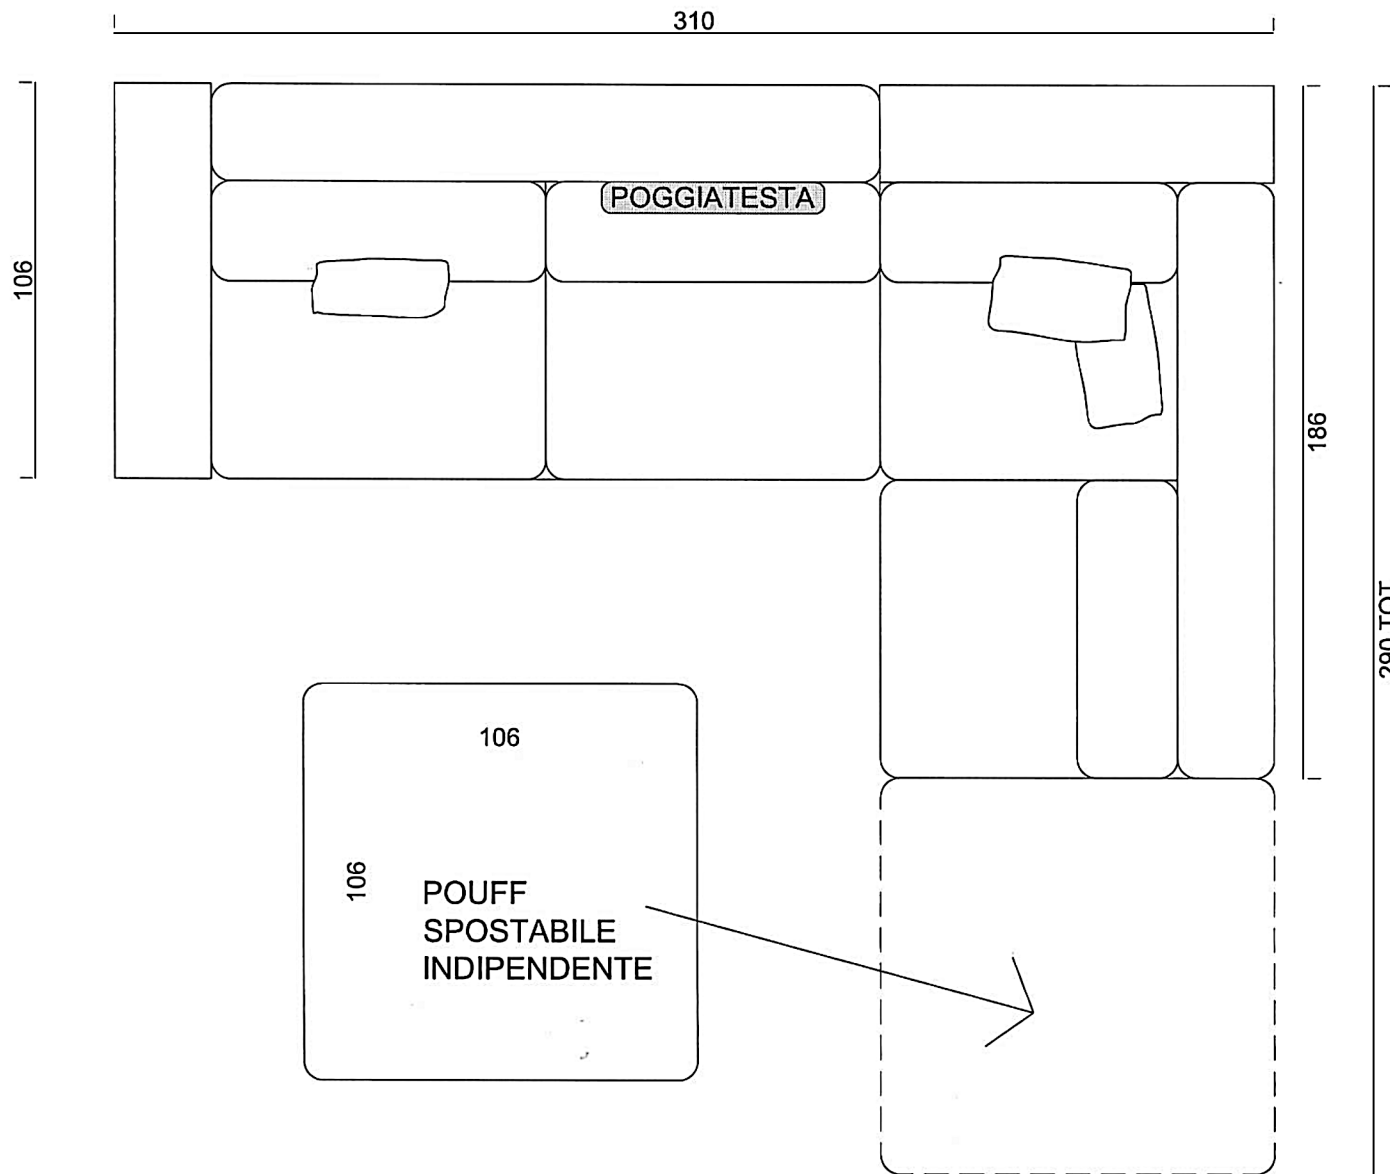 310
POGGIATESTA
106
186
290 TOT
106
106
POUFF
SPOSTABILE
INDIPENDENTE